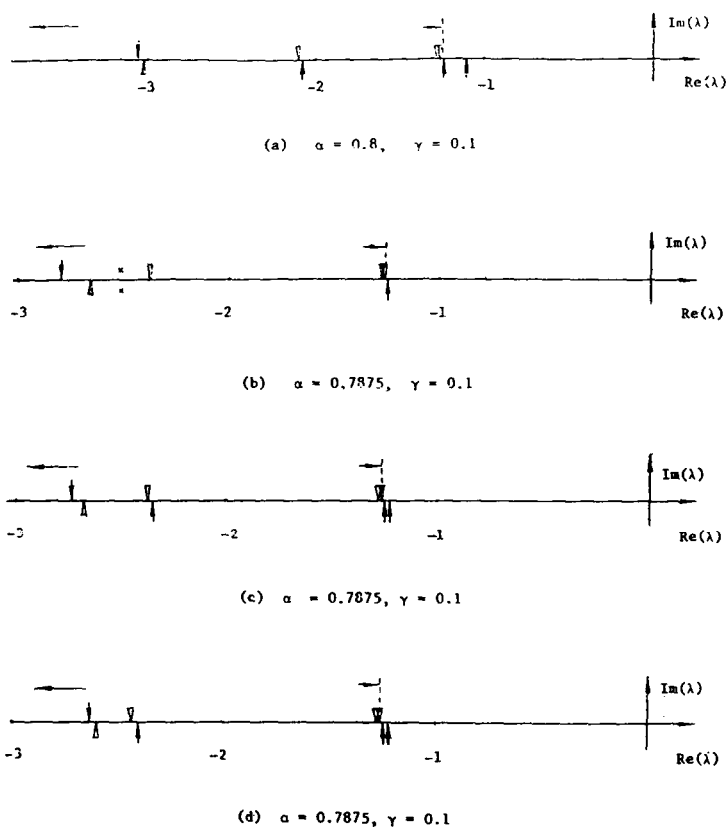 Im(λ)
-3 -2 -1 Re(λ)
(a) α = 0.8, γ = 0.1
Im(λ)
-3 -2 -1 Re(λ)
(b) α = 0.7875, γ = 0.1
Im(λ)
-3 -2 -1 Re(λ)
(c) α = 0.7875, γ = 0.1
Im(λ)
-3 -2 -1 Re(λ)
(d) α = 0.7875, γ = 0.1